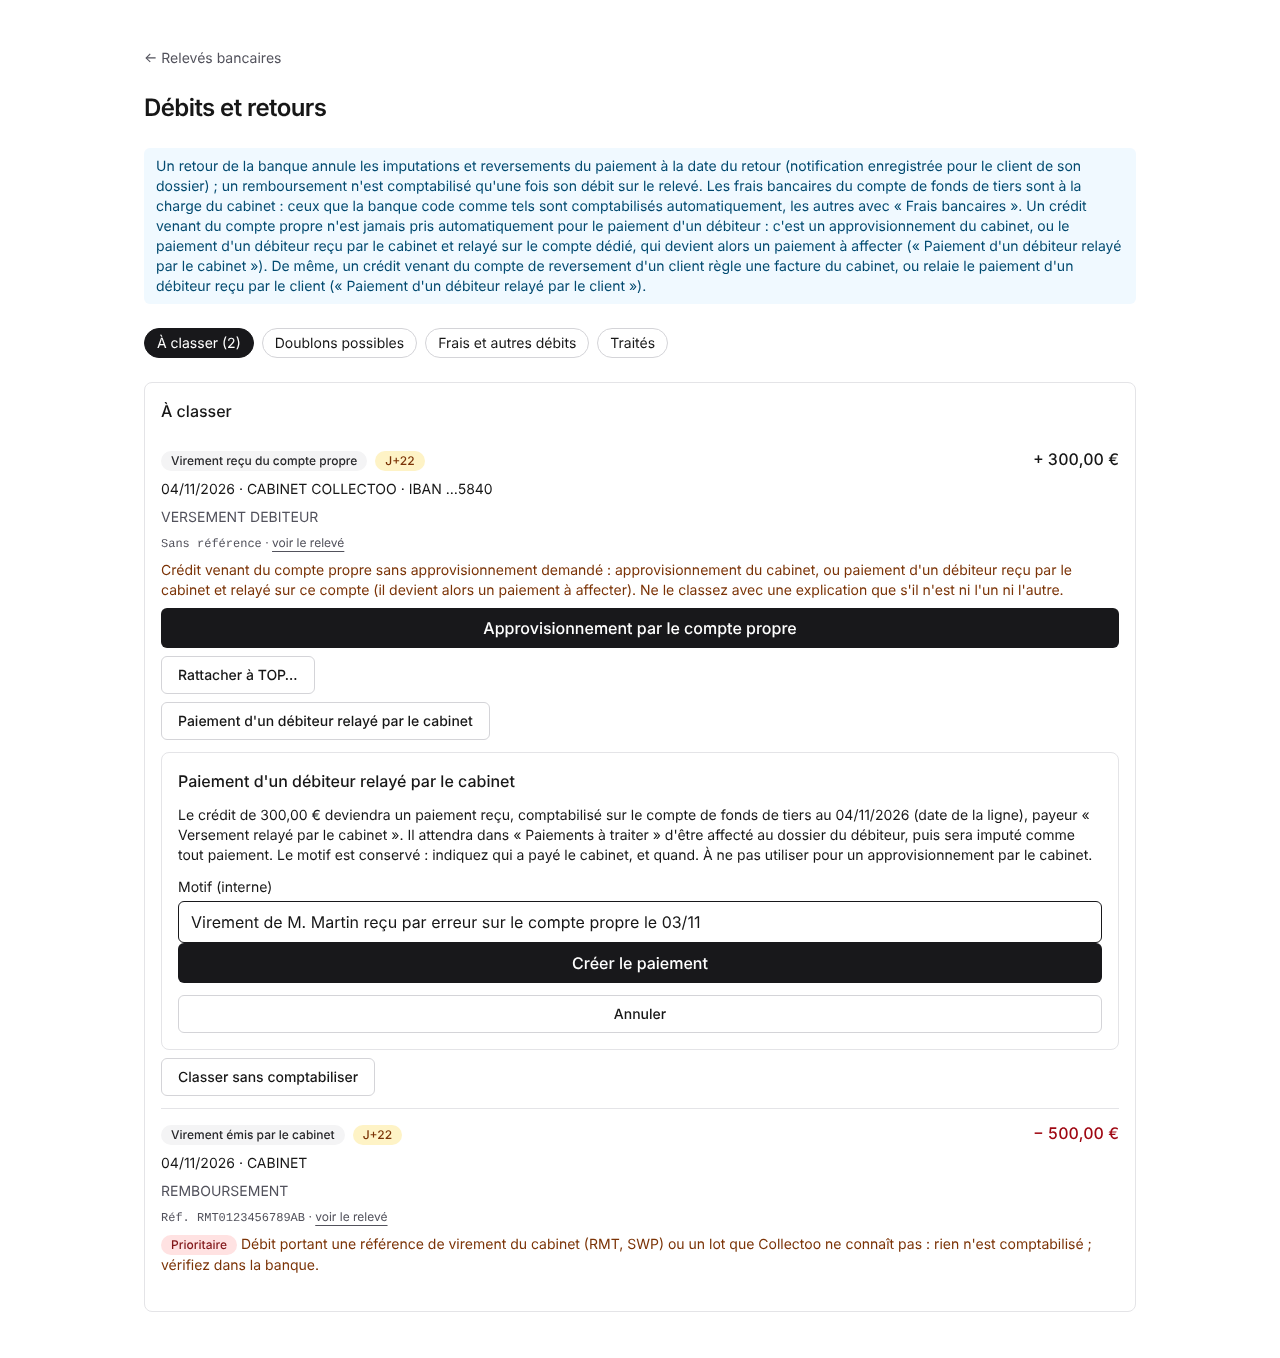 ← Relevés bancaires
Débits et retours
Un retour de la banque annule les imputations et reversements du paiement à la date du retour (notification enregistrée pour le client de son
dossier) ; un remboursement n'est comptabilisé qu'une fois son débit sur le relevé. Les frais bancaires du compte de fonds de tiers sont à la
charge du cabinet : ceux que la banque code comme tels sont comptabilisés automatiquement, les autres avec « Frais bancaires ». Un crédit
venant du compte propre n'est jamais pris automatiquement pour le paiement d'un débiteur : c'est un approvisionnement du cabinet, ou le
paiement d'un débiteur reçu par le cabinet et relayé sur le compte dédié, qui devient alors un paiement à affecter (« Paiement d'un débiteur relayé
par le cabinet »). De même, un crédit venant du compte de reversement d'un client règle une facture du cabinet, ou relaie le paiement d'un
débiteur reçu par le client (« Paiement d'un débiteur relayé par le client »).
À classer (2)
Doublons possibles
Frais et autres débits
Traités
À classer
Virement reçu du compte propre
J+22
+ 300,00 €
04/11/2026 · CABINET COLLECTOO · IBAN …5840
VERSEMENT DEBITEUR
Sans référence · voir le relevé
Crédit venant du compte propre sans approvisionnement demandé : approvisionnement du cabinet, ou paiement d'un débiteur reçu par le
cabinet et relayé sur ce compte (il devient alors un paiement à affecter). Ne le classez avec une explication que s'il n'est ni l'un ni l'autre.
Approvisionnement par le compte propre
Rattacher à TOP…
Paiement d'un débiteur relayé par le cabinet
Paiement d'un débiteur relayé par le cabinet
Le crédit de 300,00 € deviendra un paiement reçu, comptabilisé sur le compte de fonds de tiers au 04/11/2026 (date de la ligne), payeur «
Versement relayé par le cabinet ». Il attendra dans « Paiements à traiter » d'être affecté au dossier du débiteur, puis sera imputé comme
tout paiement. Le motif est conservé : indiquez qui a payé le cabinet, et quand. À ne pas utiliser pour un approvisionnement par le cabinet.
Motif (interne)
Virement de M. Martin reçu par erreur sur le compte propre le 03/11
Créer le paiement
Annuler
Classer sans comptabiliser
Virement émis par le cabinet
J+22
− 500,00 €
04/11/2026 · CABINET
REMBOURSEMENT
Réf. RMT0123456789AB · voir le relevé
Prioritaire Débit portant une référence de virement du cabinet (RMT, SWP) ou un lot que Collectoo ne connaît pas : rien n'est comptabilisé ;
vérifiez dans la banque.